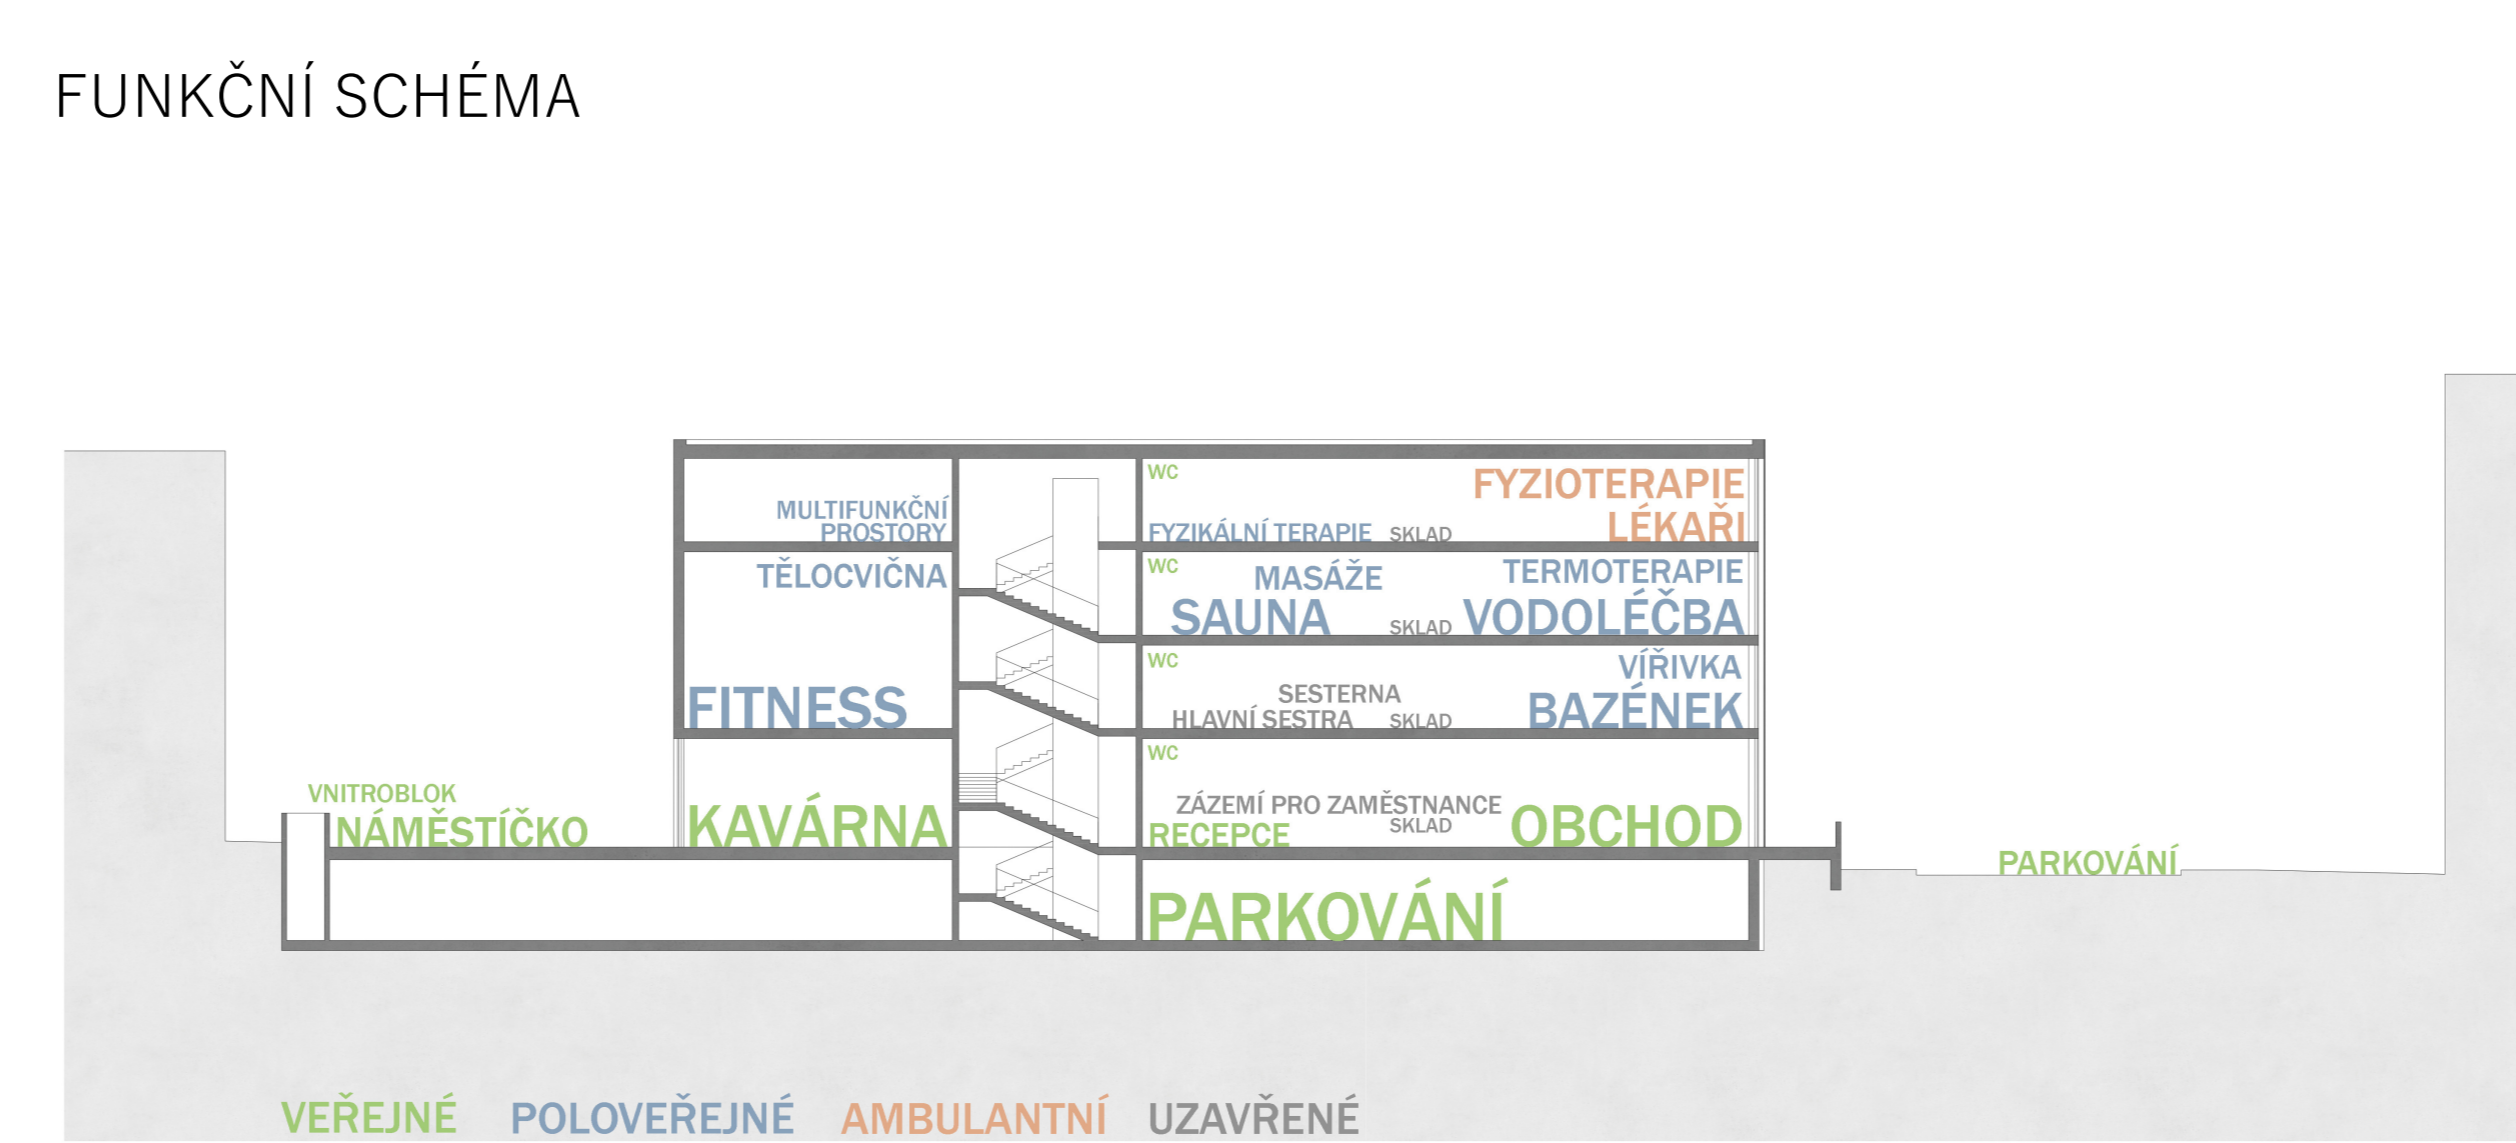 FUNKČNÍ SCHÉMA
WC
FYZIOTERAPIE
MULTIFUNKČNÍ
PROSTORY
FYZIKÁLNÍ TERAPIE
SKLAD
LÉKAŘI
TĚLOCVIČNA
WC
MASÁŽE
TERMOTERAPIE
SAUNA
SKLAD
VODOLÉČBA
WC
VÍŘIVKA
FITNESS
SESTERNA
HLAVNÍ SESTRA
SKLAD
BAZÉNEK
WC
VNITROBLOK
NÁMĚSTÍČKO
KAVÁRNA
ZÁZEMÍ PRO ZAMĚSTNANCE
RECEPCE
SKLAD
OBCHOD
PARKOVÁNÍ
PARKOVÁNÍ
VEŘEJNÉ
POLOVEŘEJNÉ
AMBULANTNÍ
UZAVŘENÉ